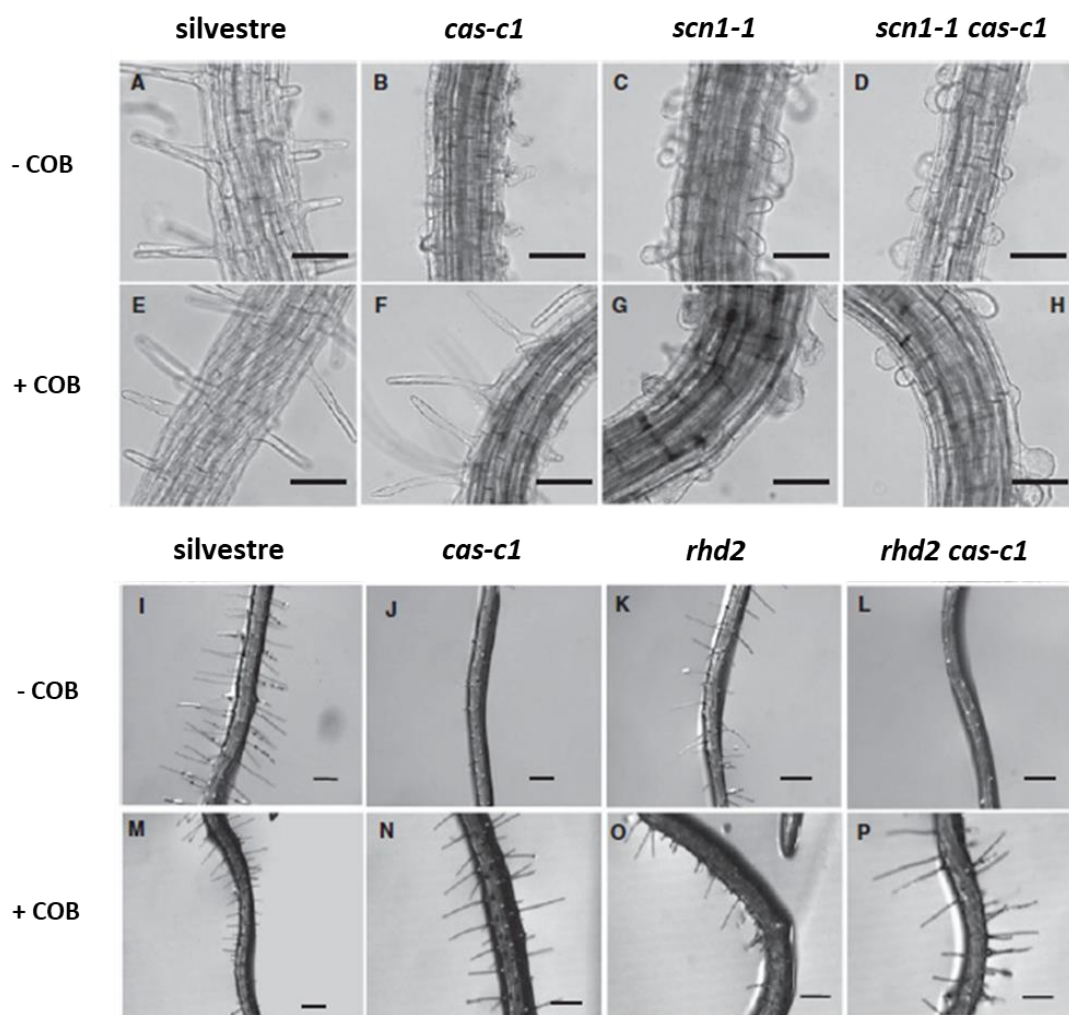 silvestre cas-c1 scn1-1 scn1-1 cas-c1
- COB A B C D
+ COB E F G H
silvestre cas-c1 rhd2 rhd2 cas-c1
- COB I J K L
+ COB M N O P